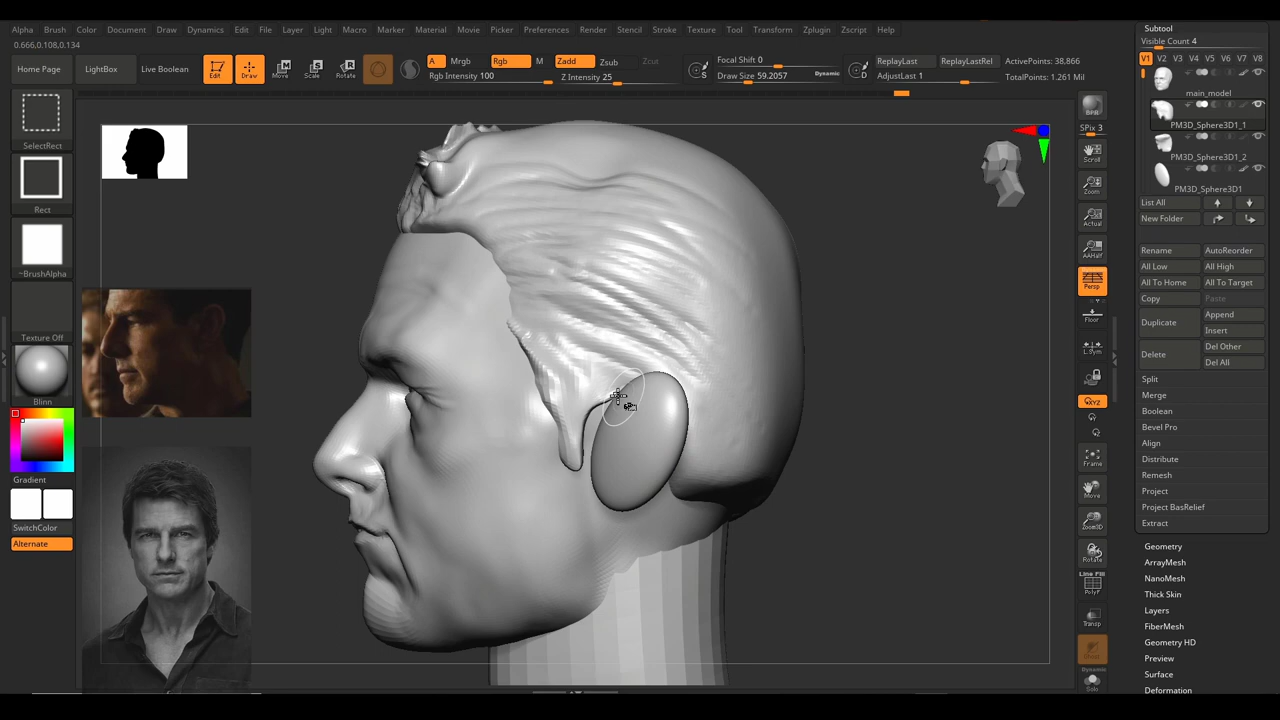 Alpha Brush Color Document Draw Dynamics Edit File Layer Light Macro Marker Material Movie Picker Preferences Render Stencil Stroke Texture Tool Transform Zplugin Zscript Help
0.666,0.108,0.134
Home Page LightBox Live Boolean
Edit Draw Move Scale Rotate
A Mrgb Rgb M Zadd Zsub Zcut
Rgb Intensity 100 Z Intensity 25
Focal Shift 0
Draw Size 59.2057 Dynamic
ReplayLast ReplayLastRel
AdjustLast 1
ActivePoints: 38,866
TotalPoints: 1.261 Mil
SelectRect
Rect
~BrushAlpha
Texture Off
Blinn
Gradient
SwitchColor
Alternate
BPR
SPix 3
Scroll
Zoom
Actual
AAHalf
Persp
Floor
L.Sym
XYZ
Frame
Move
Zoom3D
Rotate
Line Fill
PolyF
Transp
Dynamic
Solo
Subtool
Visible Count 4
V1 V2 V3 V4 V5 V6 V7 V8
main_model
PM3D_Sphere3D1_1
PM3D_Sphere3D1_2
PM3D_Sphere3D1
List All
New Folder
Rename AutoReorder
All Low All High
All To Home All To Target
Copy Paste
Duplicate Append
Insert
Delete Del Other
Del All
Split
Merge
Boolean
Bevel Pro
Align
Distribute
Remesh
Project
Project BasRelief
Extract
Geometry
ArrayMesh
NanoMesh
Thick Skin
Layers
FiberMesh
Geometry HD
Preview
Surface
Deformation